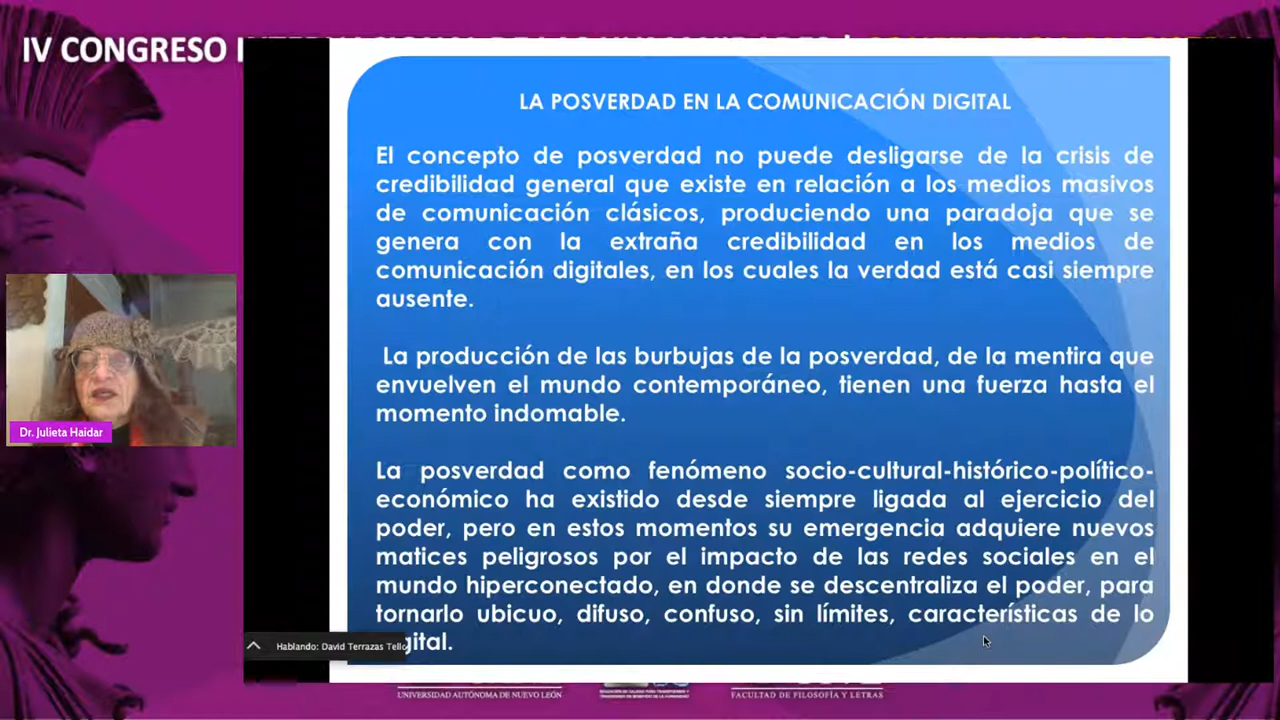 IV CONGRESO
LA POSVERDAD EN LA COMUNICACIÓN DIGITAL
El concepto de posverdad no puede desligarse de la crisis de
credibilidad general que existe en relación a los medios masivos
de comunicación clásicos, produciendo una paradoja que se
genera con la extraña credibilidad en los medios de
comunicación digitales, en los cuales la verdad está casi siempre
ausente.
La producción de las burbujas de la posverdad, de la mentira que
envuelven el mundo contemporáneo, tienen una fuerza hasta el
momento indomable.
La posverdad como fenómeno socio-cultural-histórico-político-
económico ha existido desde siempre ligada al ejercicio del
poder, pero en estos momentos su emergencia adquiere nuevos
matices peligrosos por el impacto de las redes sociales en el
mundo hiperconectado, en donde se descentraliza el poder, para
tornarlo ubicuo, difuso, confuso, sin límites, características de lo
gital.
Dr. Julieta Haidar
Hablando: David Terrazas Tello
UNIVERSIDAD AUTÓNOMA DE NUEVO LEÓN
FACULTAD DE FILOSOFÍA Y LETRAS